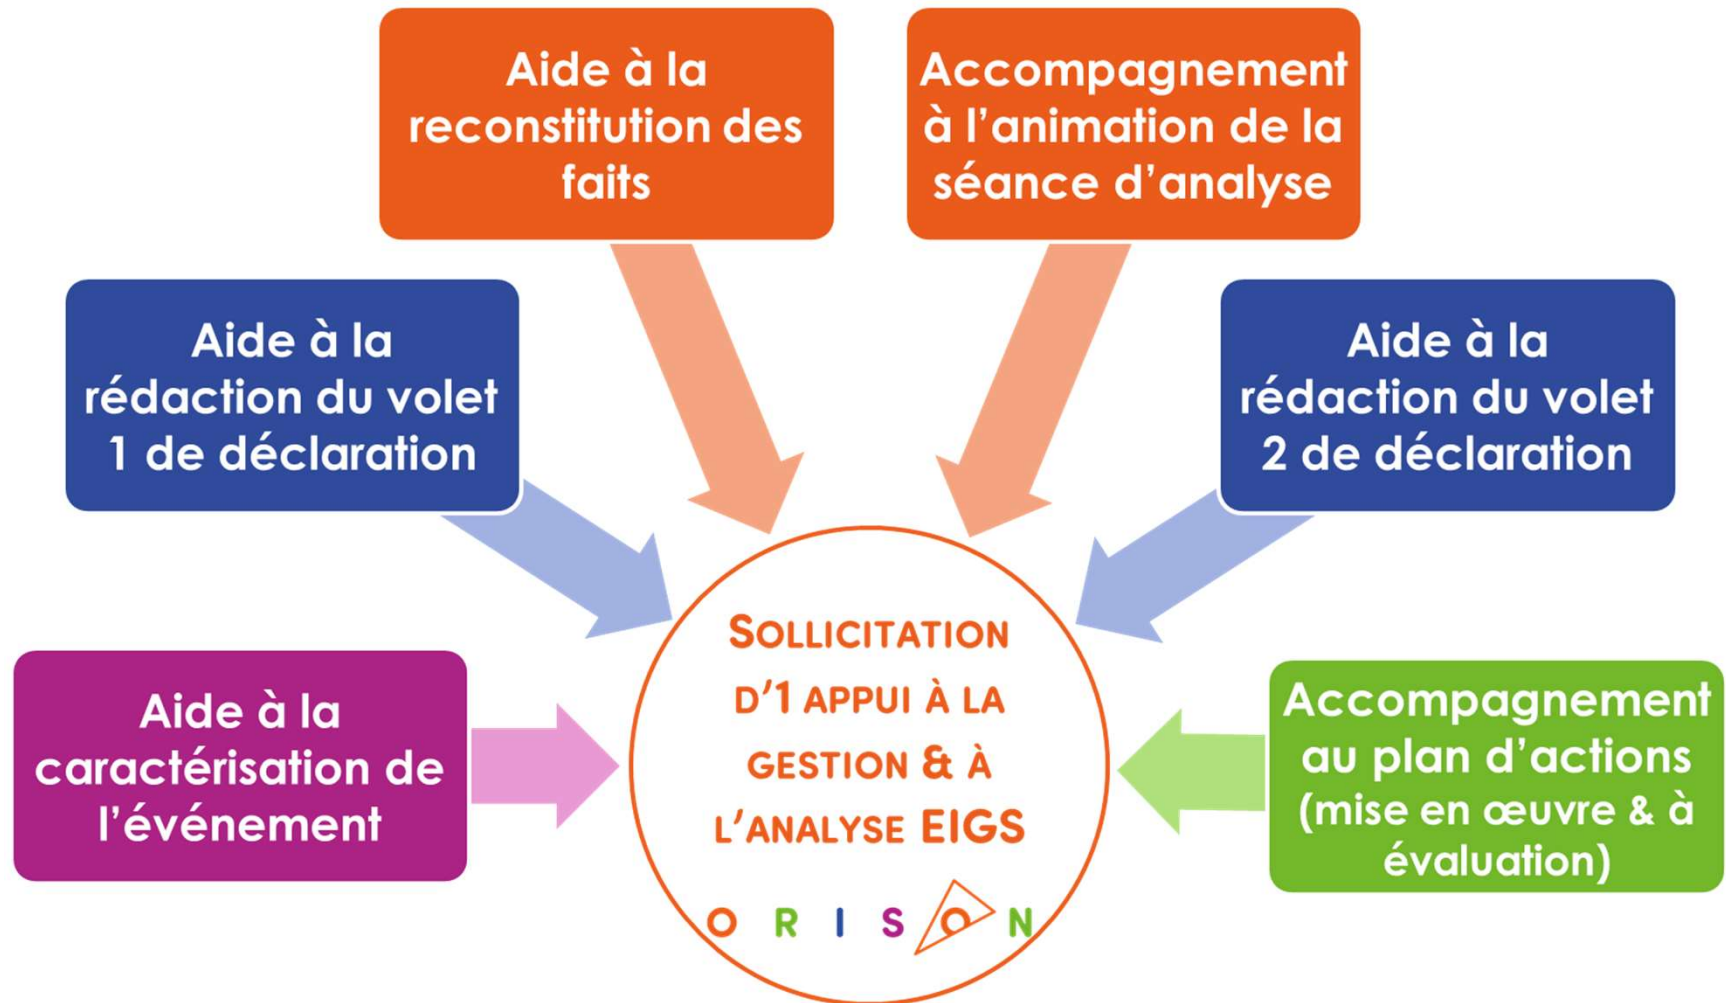 Aide à la
reconstitution des
faits
Accompagnement
à l’animation de la
séance d’analyse
Aide à la
rédaction du volet
1 de déclaration
Aide à la
rédaction du volet
2 de déclaration
Aide à la
caractérisation de
l’événement
Accompagnement
au plan d’actions
(mise en œuvre & à
évaluation)
SOLLICITATION
D’1 APPUI À LA
GESTION & À
L’ANALYSE EIGS
O R I S O N